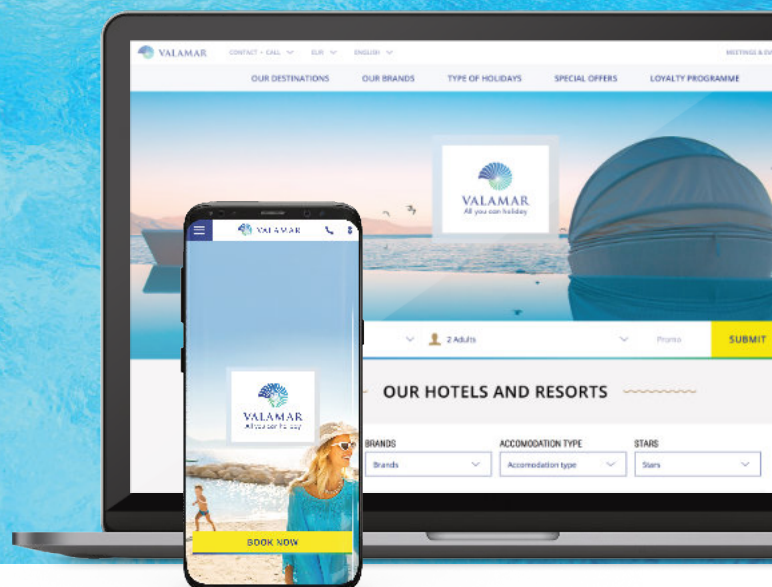 VALAMAR
CONTACT + CALL EUR ENGLISH
OUR DESTINATIONS OUR BRANDS TYPE OF HOLIDAYS SPECIAL OFFERS LOYALTY PROGRAMME
VALAMAR
All you can holiday
2 Adults Promo SUBMIT
OUR HOTELS AND RESORTS
BRANDS ACCOMODATION TYPE STARS
Brands Accomodation type Stars
VALAMAR
VALAMAR
All you can holiday
BOOK NOW